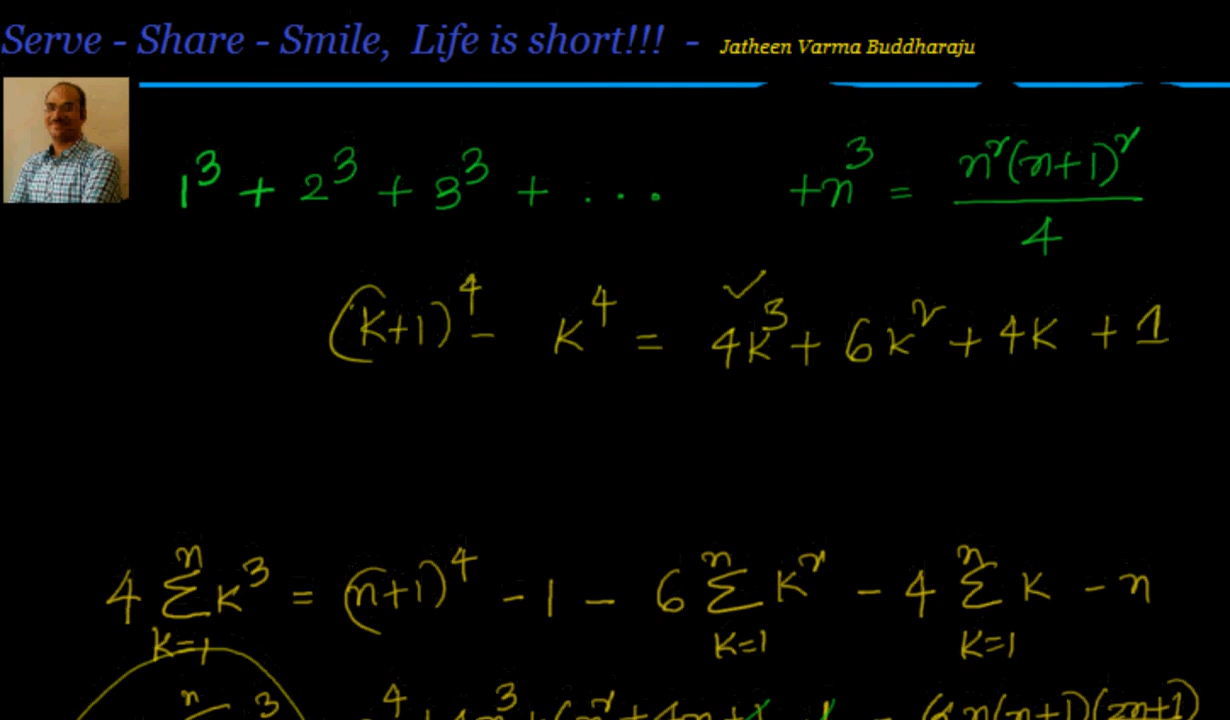 Serve - Share - Smile, Life is short!!! - Jatheen Varma Buddharaju
1³ + 2³ + 3³ + . . . +n³ = n²(n+1)² / 4
(k+1)⁴ - k⁴ = 4k³ + 6k² + 4k + 1
4 Σ_{k=1}^{n} k³ = (n+1)⁴ - 1 - 6 Σ_{k=1}^{n} k² - 4 Σ_{k=1}^{n} k - n